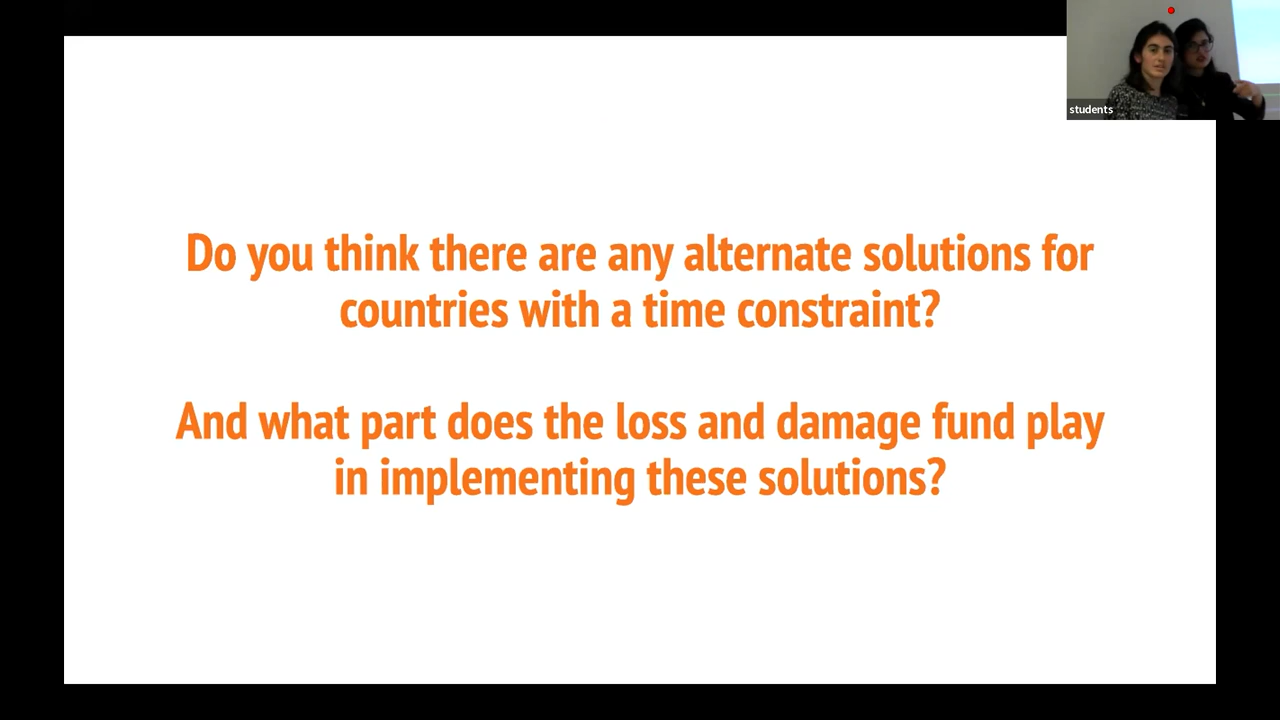 students
Do you think there are any alternate solutions for
countries with a time constraint?
And what part does the loss and damage fund play
in implementing these solutions?